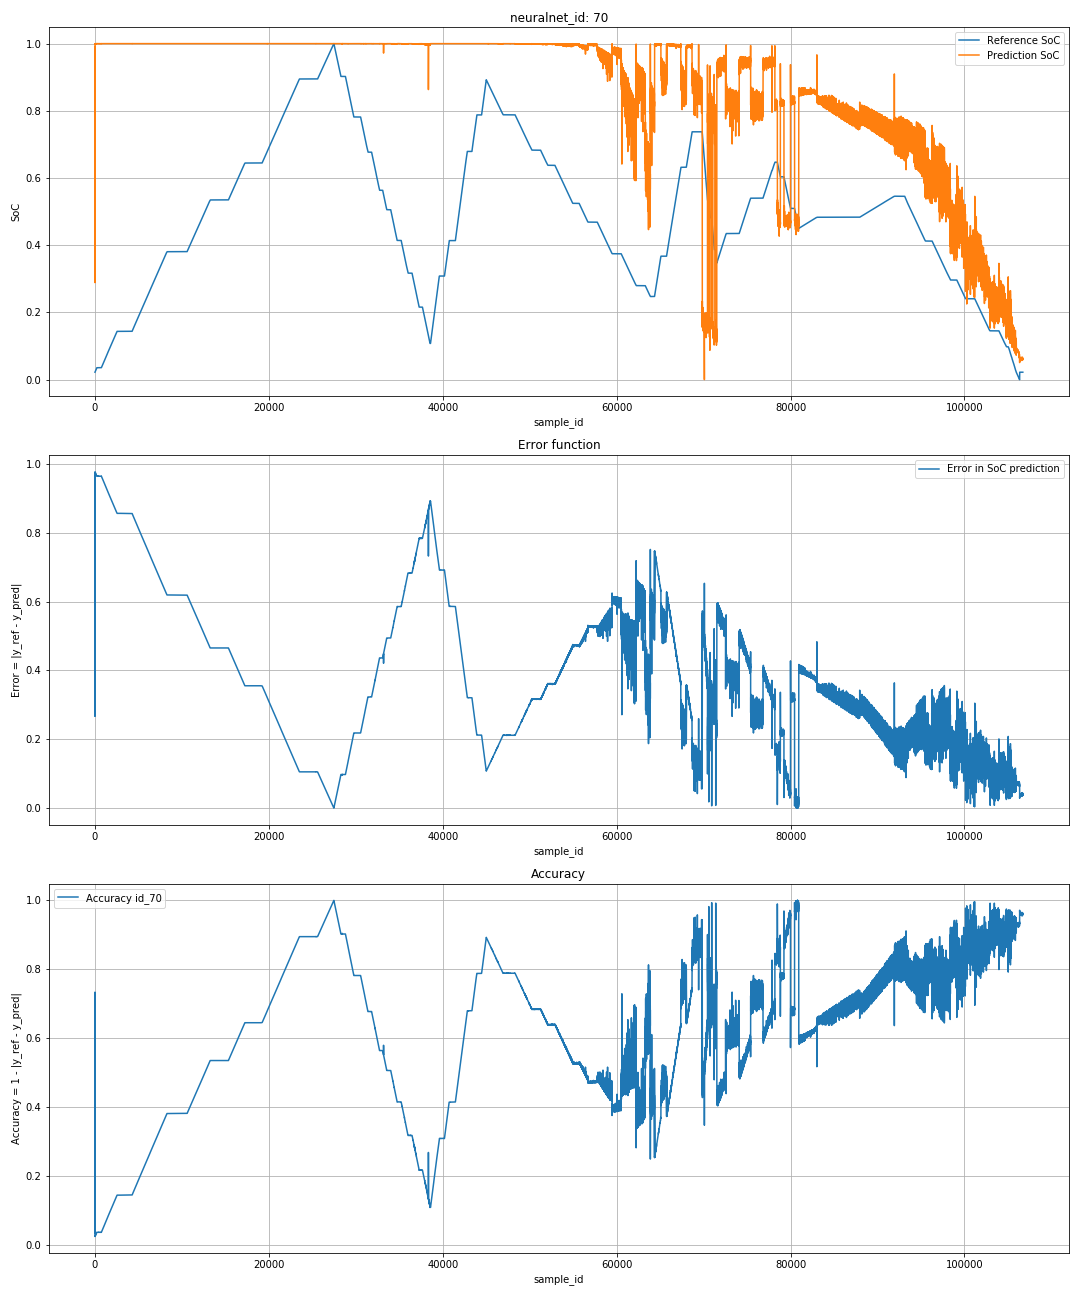 neuralnet_id: 70
1.0
0.8
0.6
0.4
0.2
0.0
SoC
Reference SoC
Prediction SoC
0 20000 40000 60000 80000 100000
sample_id
Error function
1.0
0.8
0.6
0.4
0.2
0.0
Error = |y_ref - y_pred|
Error in SoC prediction
0 20000 40000 60000 80000 100000
sample_id
Accuracy
1.0
0.8
0.6
0.4
0.2
0.0
Accuracy = 1 - |y_ref - y_pred|
Accuracy id_70
0 20000 40000 60000 80000 100000
sample_id